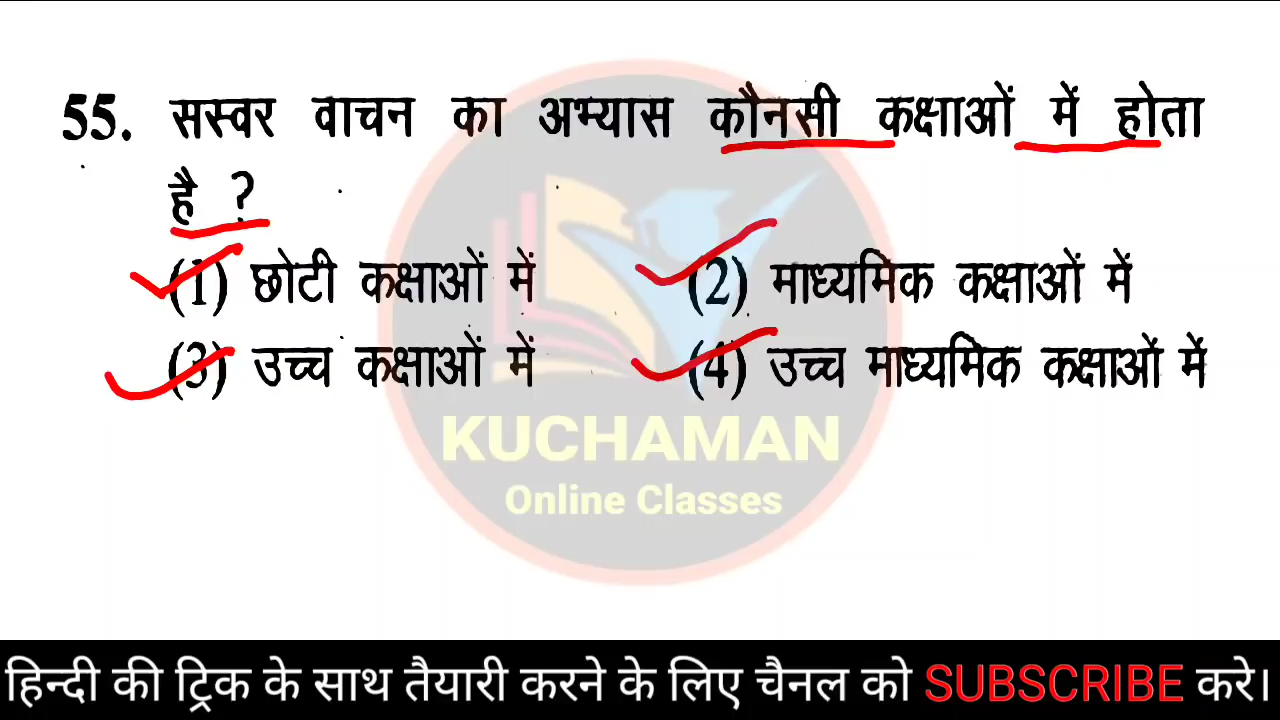 55. सस्वर वाचन का अभ्यास कौनसी कक्षाओं में होता
है ?
(1) छोटी कक्षाओं में (2) माध्यमिक कक्षाओं में
(3) उच्च कक्षाओं में (4) उच्च माध्यमिक कक्षाओं में
KUCHAMAN
Online Classes
हिन्दी की ट्रिक के साथ तैयारी करने के लिए चैनल को SUBSCRIBE करे।